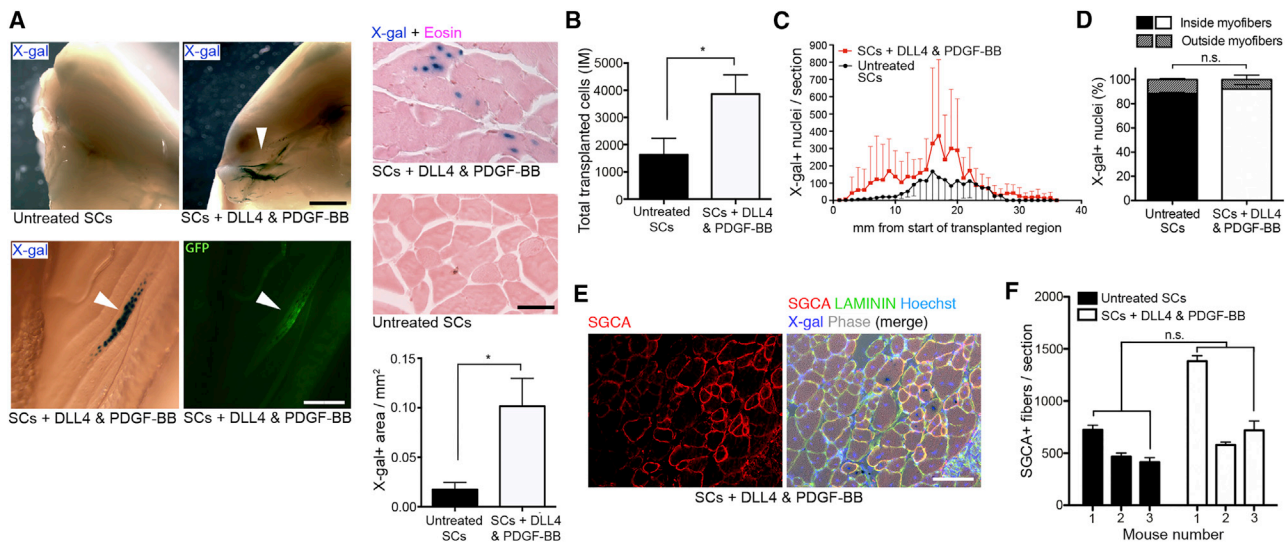 A
X-gal
X-gal
Untreated SCs
SCs + DLL4 & PDGF-BB
X-gal
GFP
SCs + DLL4 & PDGF-BB
X-gal + Eosin
SCs + DLL4 & PDGF-BB
Untreated SCs
X-gal+ area / mm²
0.15
0.10
0.05
0.00
*
Untreated
SCs
SCs + DLL4
& PDGF-BB
B
Total transplanted cells (IM)
5000
4000
3000
2000
1000
0
*
Untreated
SCs
SCs + DLL4
& PDGF-BB
C
X-gal+ nuclei / section
900
800
700
600
500
400
300
200
100
0
SCs + DLL4 & PDGF-BB
Untreated
SCs
0 10 20 30 40
mm from start of transplanted region
D
Inside myofibers
Outside myofibers
n.s.
X-gal+ nuclei (%)
100
80
60
40
20
0
Untreated
SCs
SCs + DLL4
& PDGF-BB
E
SGCA
SGCA LAMININ Hoechst
X-gal Phase (merge)
SCs + DLL4 & PDGF-BB
F
SGCA+ fibers / section
2000
1500
1000
500
0
Untreated SCs
SCs + DLL4 & PDGF-BB
n.s.
1 2 3 1 2 3
Mouse number